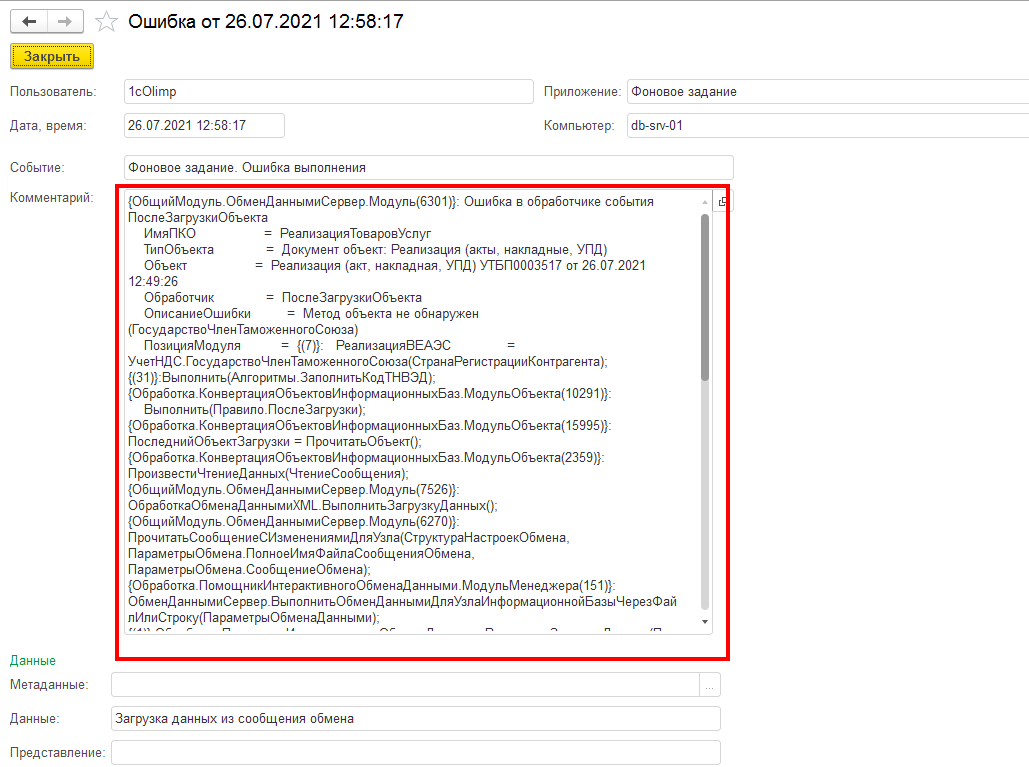 Ошибка от 26.07.2021 12:58:17
Закрыть
Пользователь: 1cOlimp Приложение: Фоновое задание
Дата, время: 26.07.2021 12:58:17 Компьютер: db-srv-01
Событие: Фоновое задание. Ошибка выполнения
Комментарий:
{ОбщийМодуль.ОбменДаннымиСервер.Модуль(6301)}: Ошибка в обработчике события
ПослеЗагрузкиОбъекта
ИмяПКО = РеализацияТоваровУслуг
ТипОбъекта = Документ объект: Реализация (акты, накладные, УПД)
Объект = Реализация (акт, накладная, УПД) УТБП0003517 от 26.07.2021
12:49:26
Обработчик = ПослеЗагрузкиОбъекта
ОписаниеОшибки = Метод объекта не обнаружен
(ГосударствоЧленТаможенногоСоюза)
ПозицияМодуля = {(7)}: РеализацияВЕАЭС =
УчетНДС.ГосударствоЧленТаможенногоСоюза(СтранаРегистрацииКонтрагента);
{(31)}:Выполнить(Алгоритмы.ЗаполнитьКодТНВЭД);
{Обработка.КонвертацияОбъектовИнформационныхБаз.МодульОбъекта(10291)}:
Выполнить(Правило.ПослеЗагрузки);
{Обработка.КонвертацияОбъектовИнформационныхБаз.МодульОбъекта(15995)}:
ПоследнийОбъектЗагрузки = ПрочитатьОбъект();
{Обработка.КонвертацияОбъектовИнформационныхБаз.МодульОбъекта(2359)}:
ПроизвестиЧтениеДанных(ЧтениеСообщения);
{ОбщийМодуль.ОбменДаннымиСервер.Модуль(7526)}:
ОбработкаОбменаДаннымиXML.ВыполнитьЗагрузкуДанных();
{ОбщийМодуль.ОбменДаннымиСервер.Модуль(6270)}:
ПрочитатьСообщениеСИзменениямиДляУзла(СтруктураНастроекОбмена,
ПараметрыОбмена.ПолноеИмяФайлаСообщенияОбмена,
ПараметрыОбмена.СообщениеОбмена);
{Обработка.ПомощникИнтерактивногоОбменаДанными.МодульМенеджера(151)}:
ОбменДаннымиСервер.ВыполнитьОбменДаннымиДляУзлаИнформационнойБазыЧерезФай
лИлиСтроку(ПараметрыОбменаДанными);
Данные
Метаданные: ...
Данные: Загрузка данных из сообщения обмена
Представление: